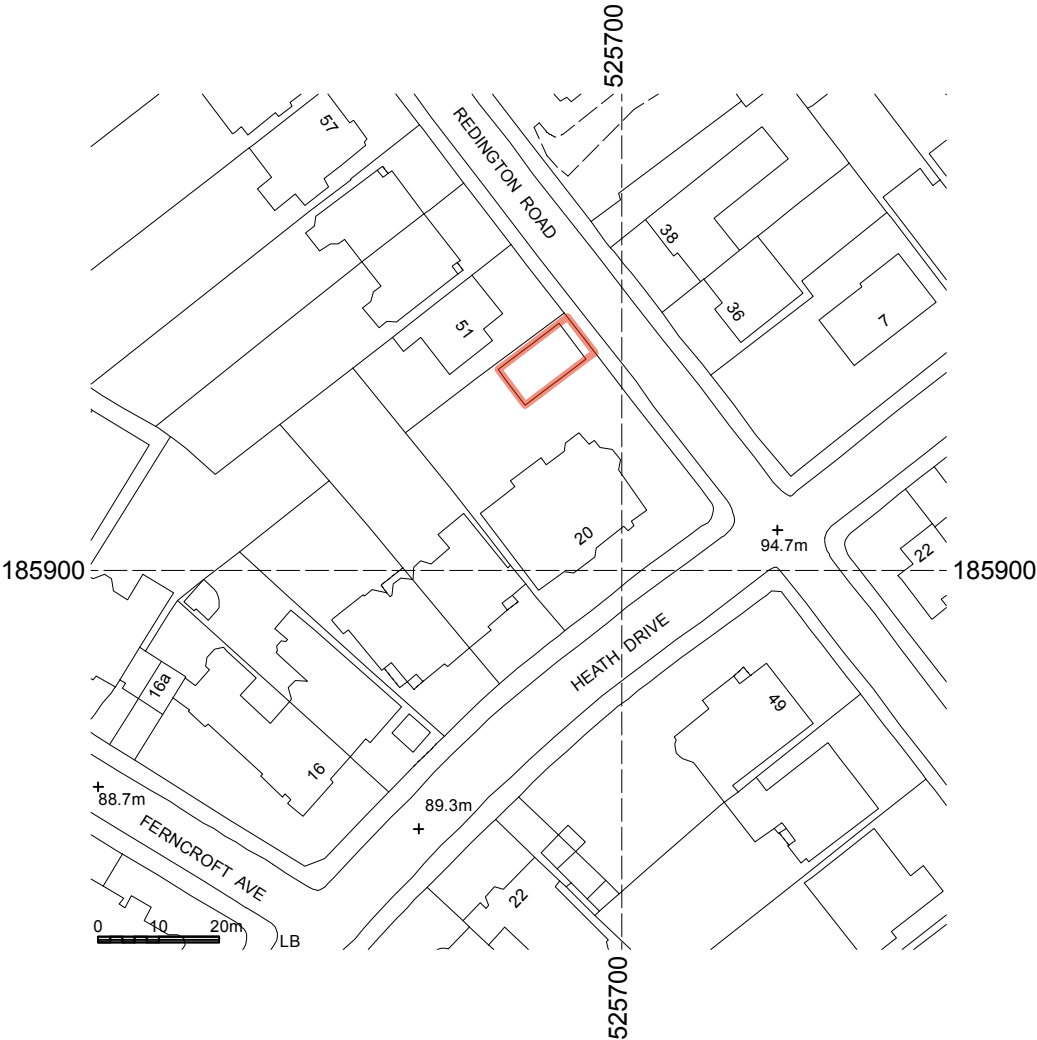 525700
57
REDINGTON ROAD
38
36
7
51
20
94.7m
22
185900
185900
HEATH DRIVE
16a
49
16
88.7m
89.3m
FERNCROFT AVE
22
0 10 20m
LB
525700